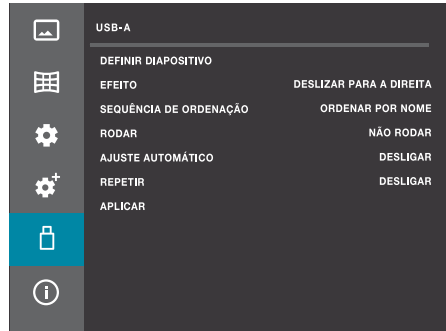 USB-A
DEFINIR DIAPOSITIVO
EFEITO DESLIZAR PARA A DIREITA
SEQUÊNCIA DE ORDENAÇÃO ORDENAR POR NOME
RODAR NÃO RODAR
AJUSTE AUTOMÁTICO DESLIGAR
REPETIR DESLIGAR
APLICAR